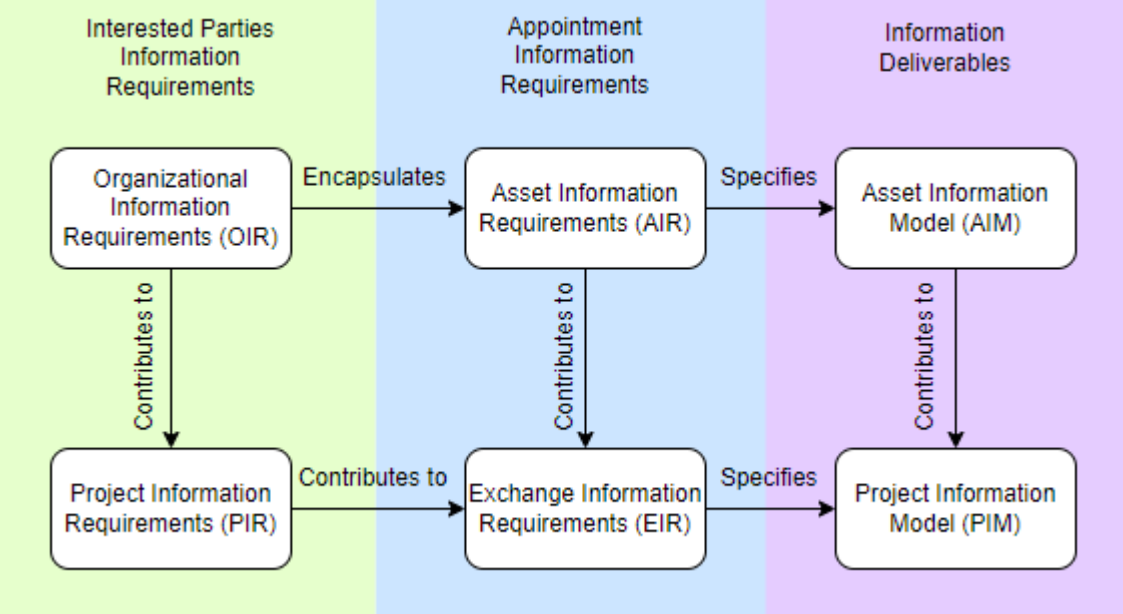 Interested Parties
Information
Requirements
Appointment
Information
Requirements
Information
Deliverables
Organizational
Information
Requirements (OIR)
Encapsulates
Asset Information
Requirements (AIR)
Specifies
Asset Information
Model (AIM)
Contributes to
Contributes to
Contributes to
Project Information
Requirements (PIR)
Contributes to
Exchange Information
Requirements (EIR)
Specifies
Project Information
Model (PIM)